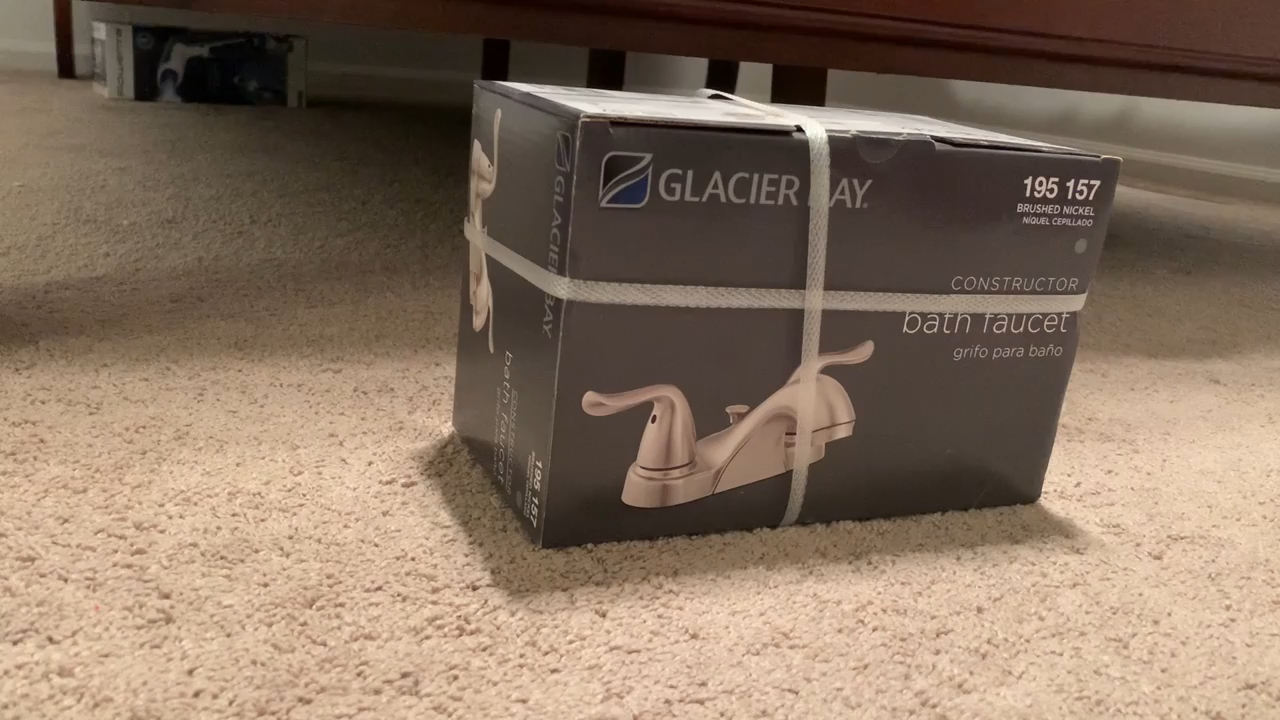 GLACIER BAY
195 157
BRUSHED NICKEL
NÍQUEL CEPILLADO
CONSTRUCTOR
bath faucet
grifo para baño
GLACIER BAY
CONSTRUCTOR
bath faucet
195 157